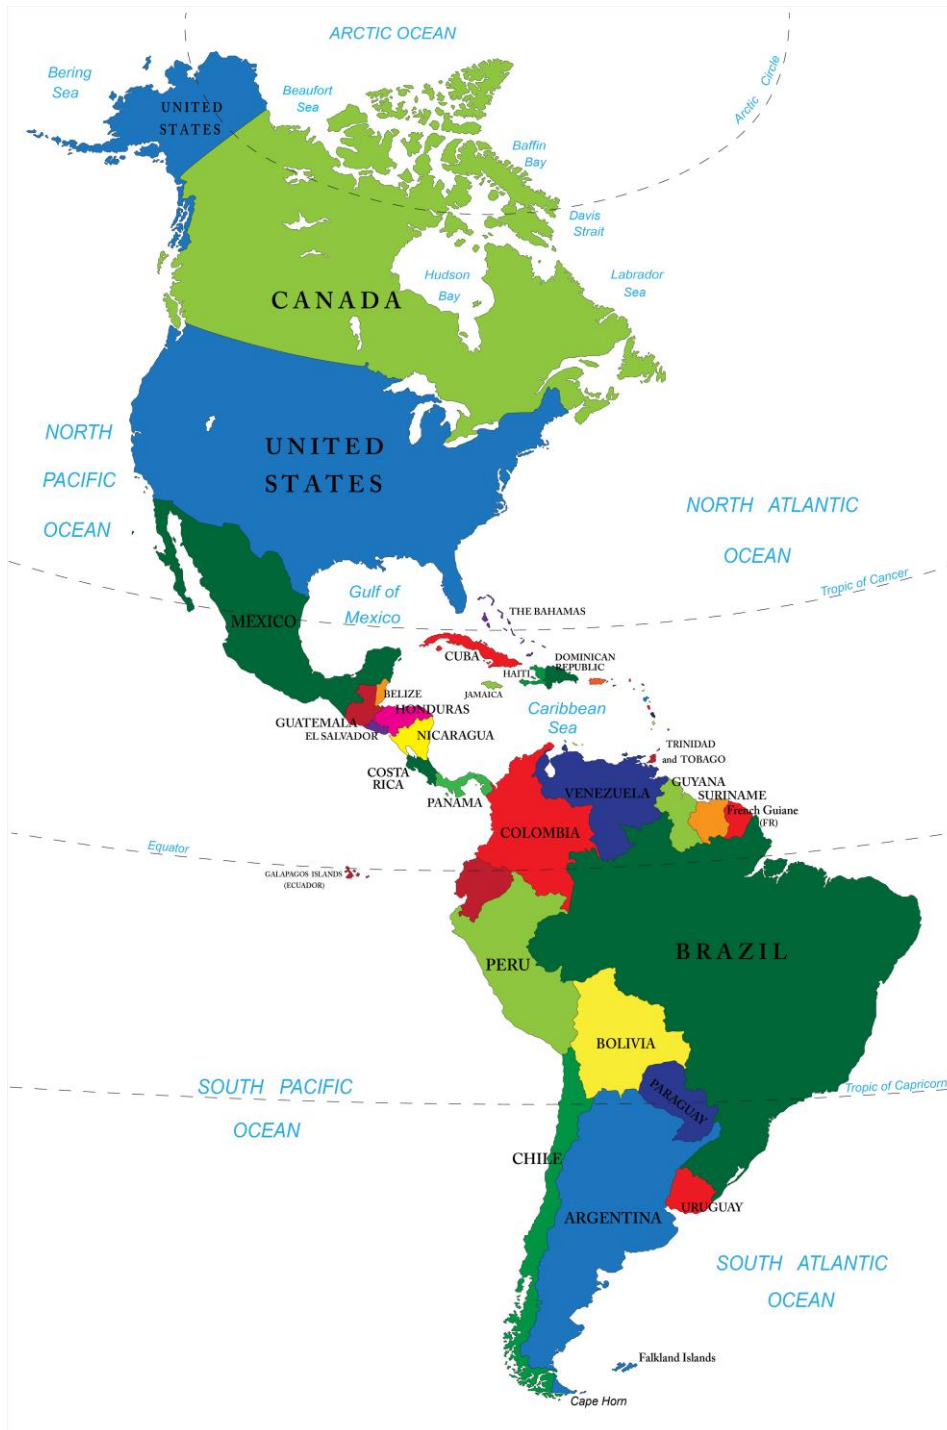 ARCTIC OCEAN
Bering
Sea
Beaufort
Sea
Arctic Circle
UNITED
STATES
Baffin
Bay
Davis
Strait
Hudson
Bay
Labrador
Sea
CANADA
NORTH
PACIFIC
OCEAN
UNITED
STATES
NORTH ATLANTIC
OCEAN
Tropic of Cancer
Gulf of
Mexico
THE BAHAMAS
MEXICO
CUBA
DOMINICAN
REPUBLIC
HAITI
JAMAICA
BELIZE
HONDURAS
Caribbean
Sea
GUATEMALA
EL SALVADOR
NICARAGUA
TRINIDAD
and TOBAGO
COSTA
RICA
PANAMA
VENEZUELA
GUYANA
SURINAME
French Guiane
(FR)
COLOMBIA
Equator
GALAPAGOS ISLANDS
(ECUADOR)
BRAZIL
PERU
BOLIVIA
SOUTH PACIFIC
OCEAN
PARAGUAY
Tropic of Capricorn
CHILE
URUGUAY
ARGENTINA
SOUTH ATLANTIC
OCEAN
Falkland Islands
Cape Horn